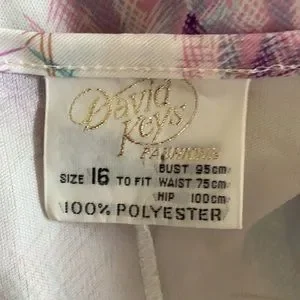 David
Keys
FASHIONS
BUST 95cm
SIZE 16 TO FIT WAIST 75cm
HIP 100cm
100% POLYESTER